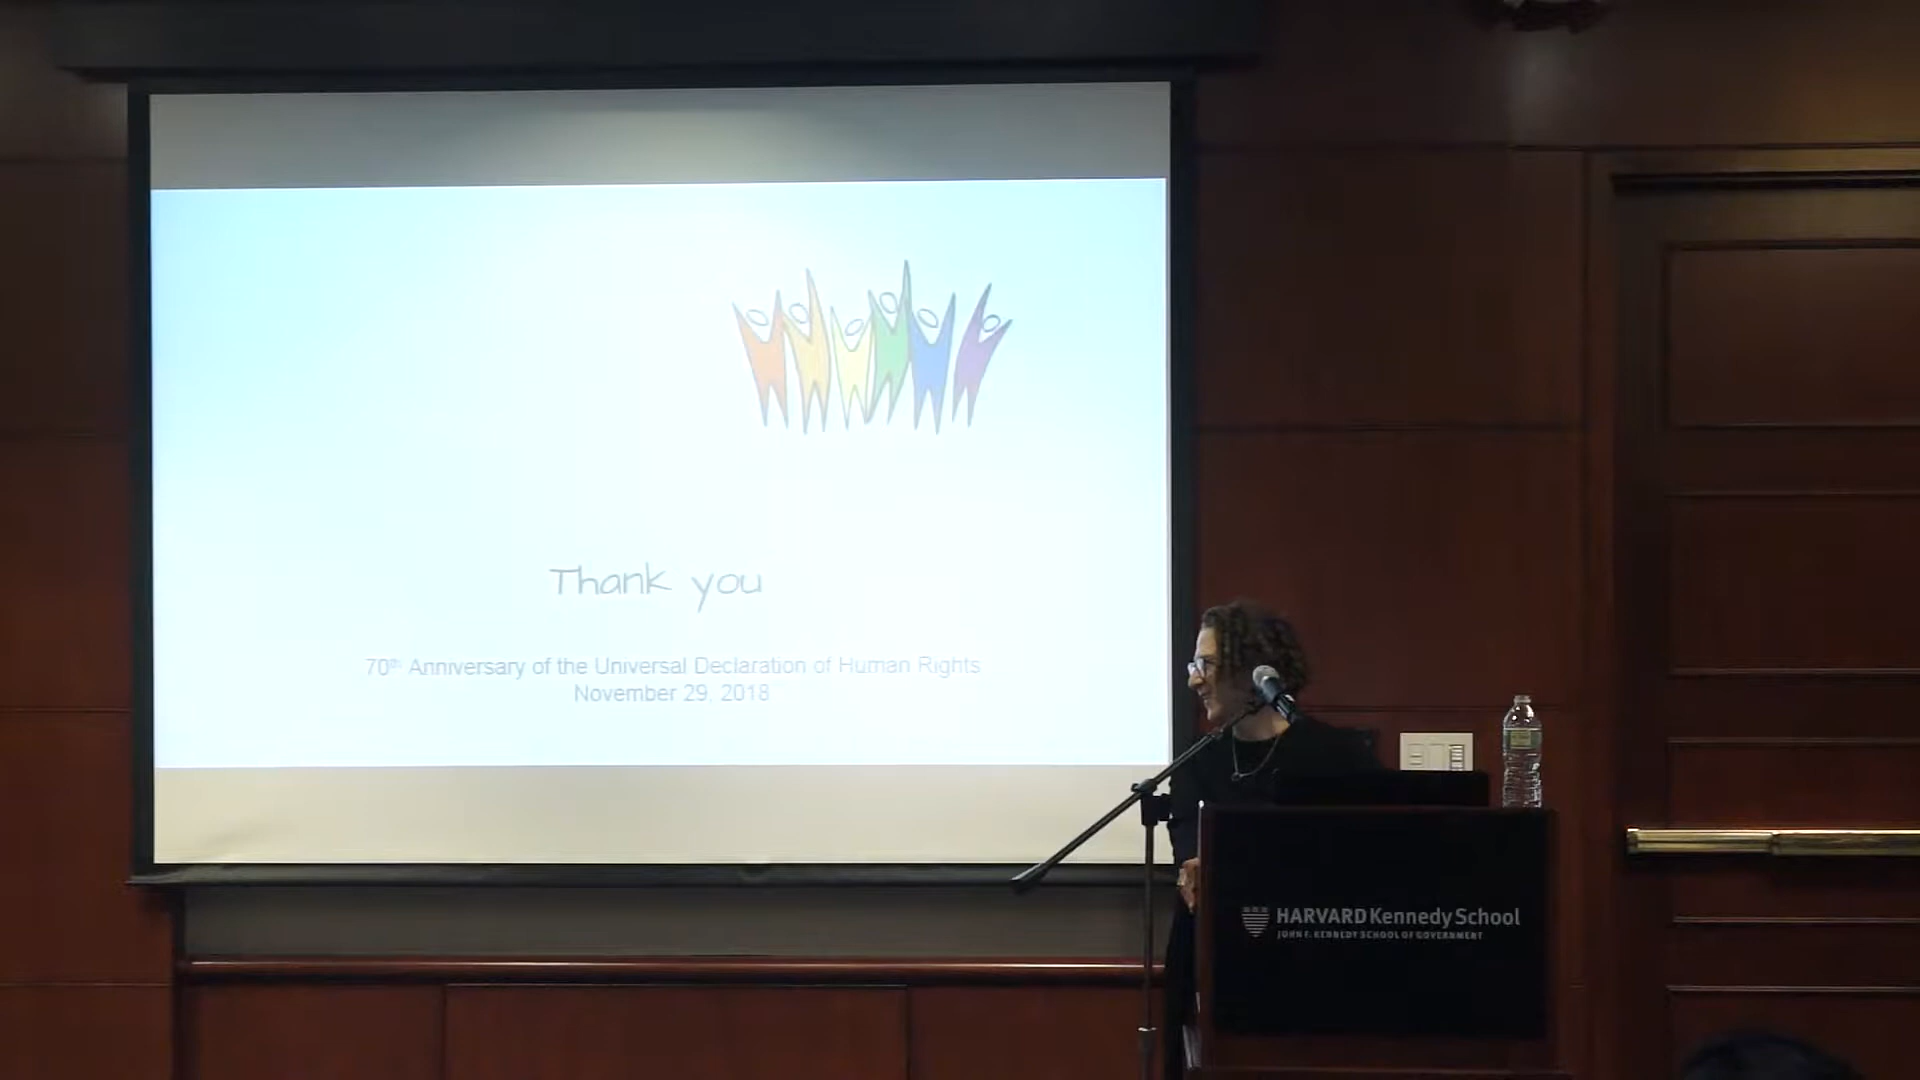 Thank you
70th Anniversary of the Universal Declaration of Human Rights
November 29, 2018
HARVARD Kennedy School
JOHN F. KENNEDY SCHOOL OF GOVERNMENT